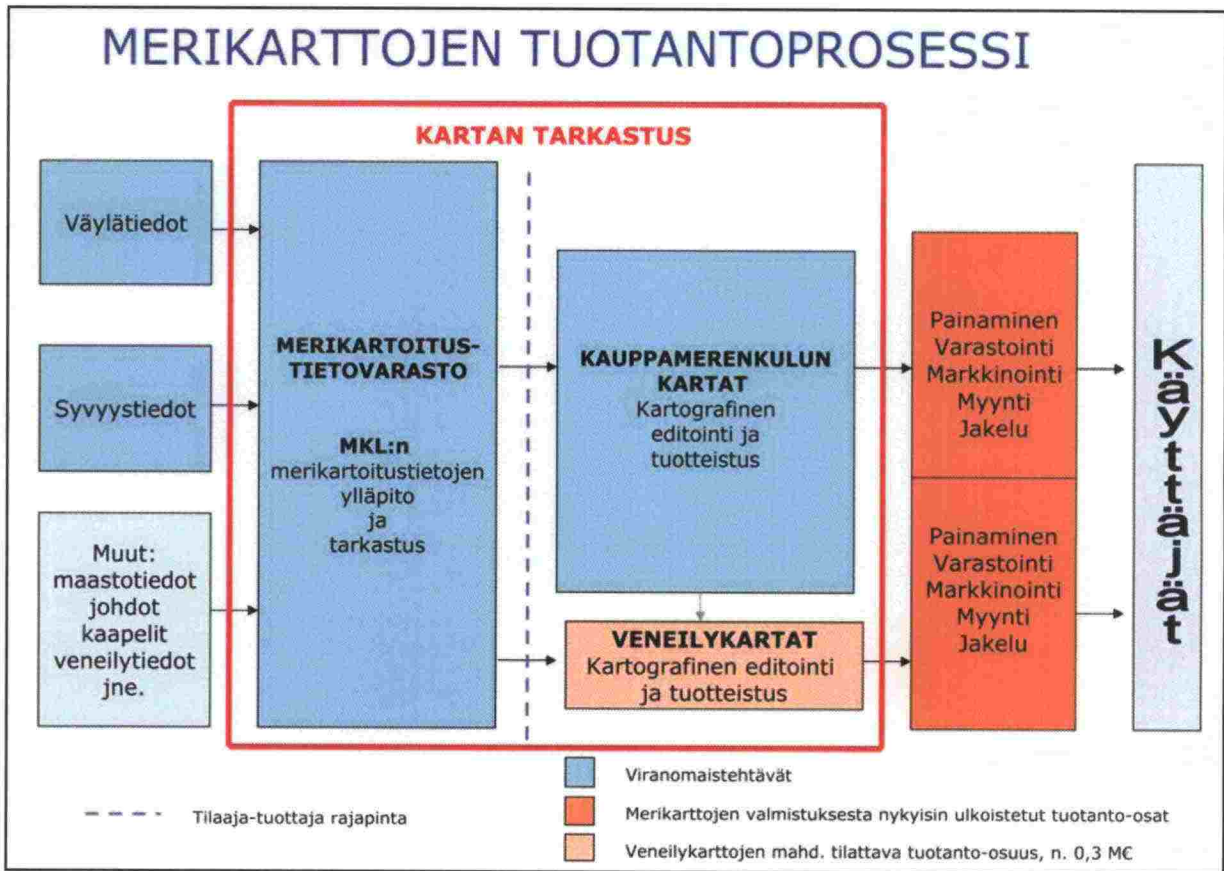 MERIKARTTOJEN TUOTANTOPROSESSI
KARTAN TARKASTUS
Väylätiedot
Syvyystiedot
Muut:
maastotiedot
johdot
kaapelit
veneilytiedot
jne.
MERIKARTOITUS-
TIETOVARASTO
MKL:n
merikartoitustietojen
ylläpito
ja
tarkastus
KAUPPAMERENKULUN
KARTAT
Kartografinen
editointi ja
tuotteistus
VENEILYKARTAT
Kartografinen editointi
ja tuotteistus
Painaminen
Varastointi
Markkinointi
Myynti
Jakelu
Painaminen
Varastointi
Markkinointi
Myynti
Jakelu
Käyttäjät
Tilaaja-tuottaja rajapinta
Viranomaistehtävät
Merikarttojen valmistuksesta nykyisin ulkoistetut tuotanto-osat
Veneilykarttojen mahd. tilattava tuotanto-osuus, n. 0,3 M€